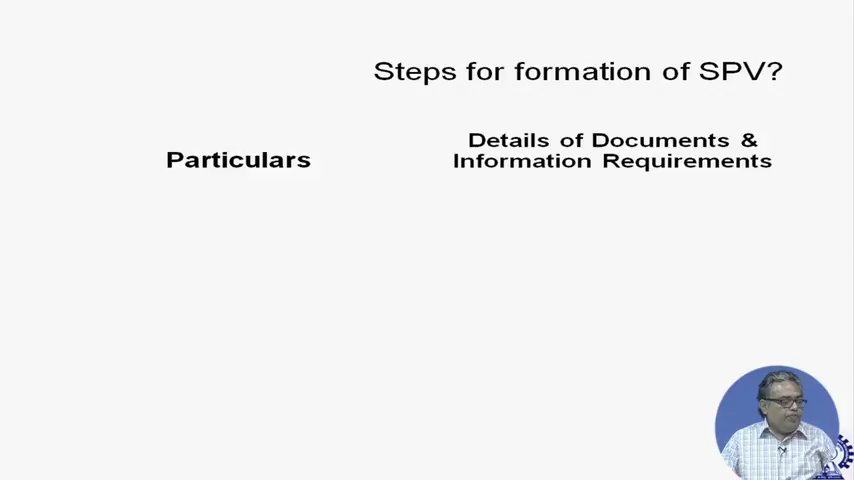 Steps for formation of SPV?
Particulars
Details of Documents &
Information Requirements